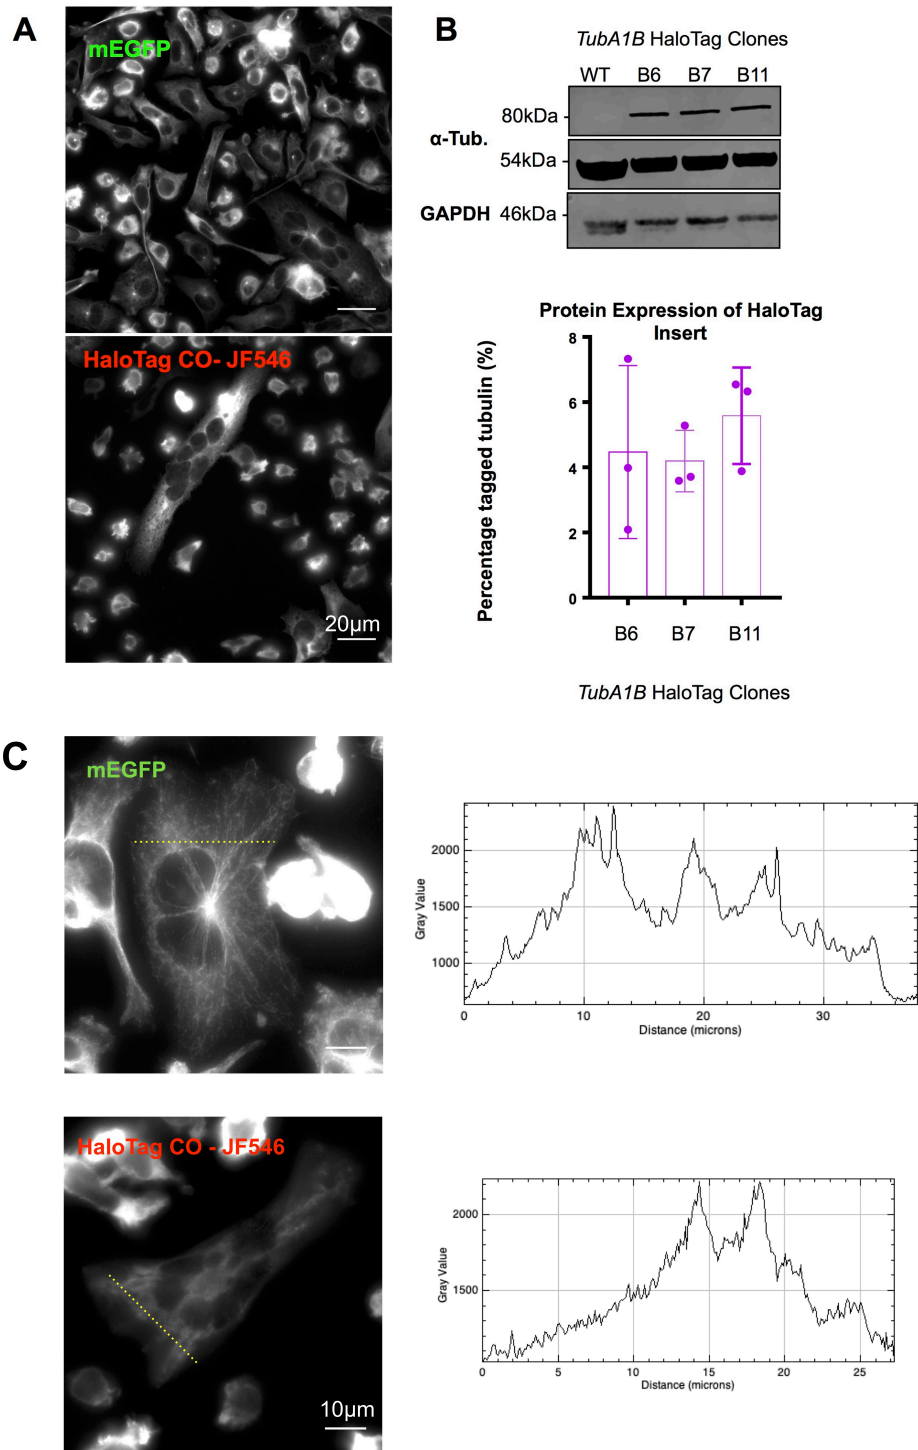 A
mEGFP
HaloTag CO- JF546
20µm
B
TubA1B HaloTag Clones
WT B6 B7 B11
80kDa
α-Tub.
54kDa
GAPDH 46kDa
Protein Expression of HaloTag
Insert
Percentage tagged tubulin (%)
8
6
4
2
0
B6 B7 B11
TubA1B HaloTag Clones
C
mEGFP
Gray Value
2000
1500
1000
0 10 20 30
Distance (microns)
HaloTag CO - JF546
10µm
Gray Value
2000
1500
0 5 10 15 20 25
Distance (microns)